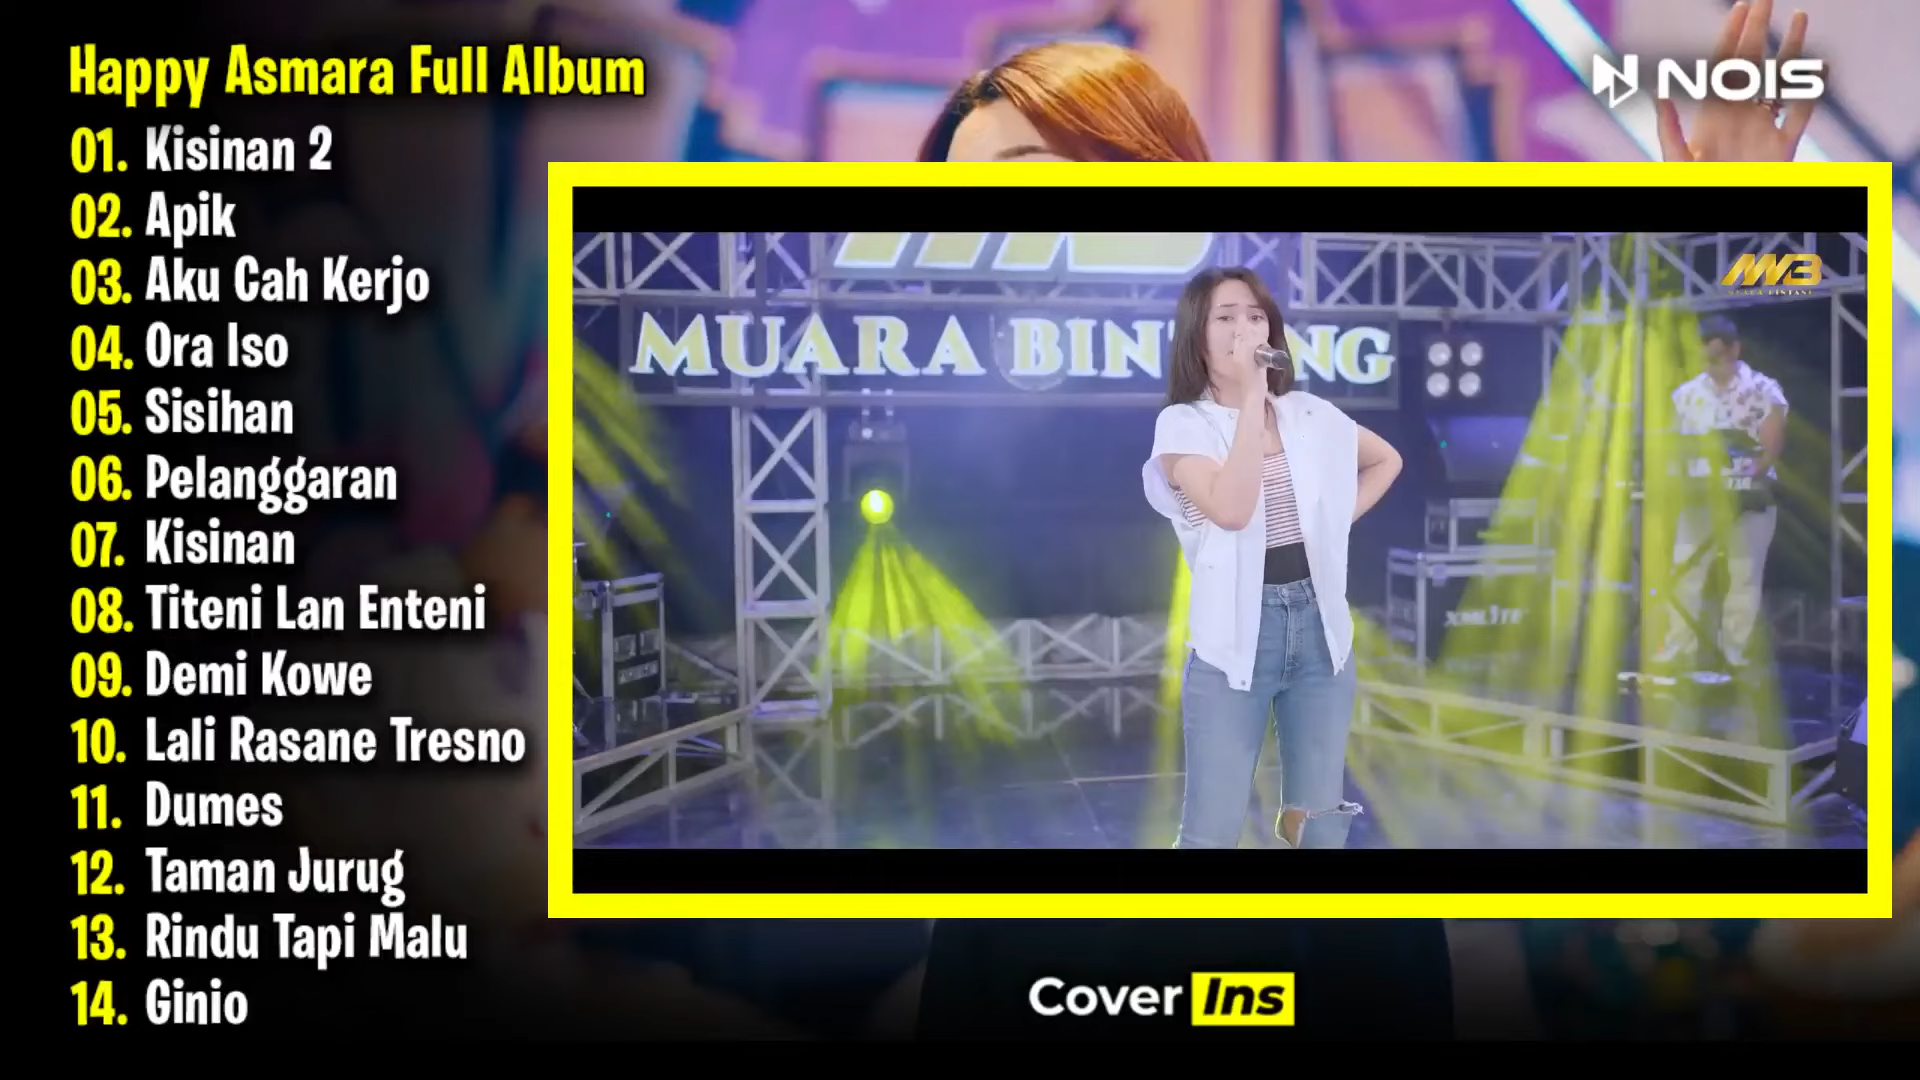 Happy Asmara Full Album
01. Kisinan 2
02. Apik
03. Aku Cah Kerjo
04. Ora Iso
05. Sisihan
06. Pelanggaran
07. Kisinan
08. Titeni Lan Enteni
09. Demi Kowe
10. Lali Rasane Tresno
11. Dumes
12. Taman Jurug
13. Rindu Tapi Malu
14. Ginio
NOIS
MB
MUARA
Cover Ins